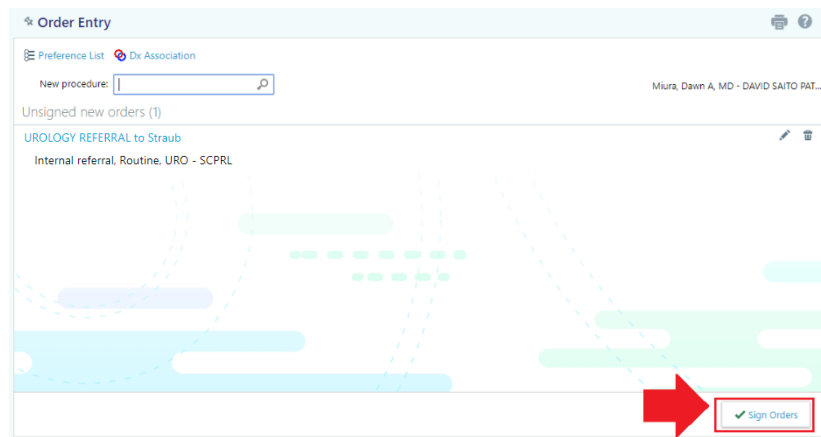 Order Entry
Preference List Dx Association
New procedure:
Miura, Dawn A, MD - DAVID SAITO PAT...
Unsigned new orders (1)
UROLOGY REFERRAL to Straub
Internal referral, Routine, URO - SCPRL
Sign Orders